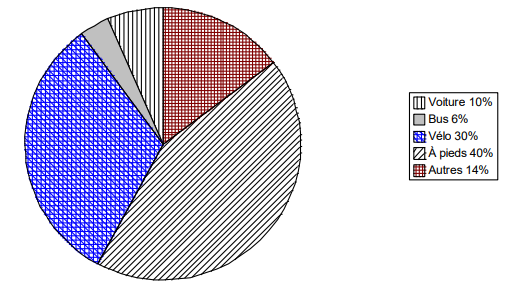 Voiture 10%
Bus 6%
Vélo 30%
À pieds 40%
Autres 14%